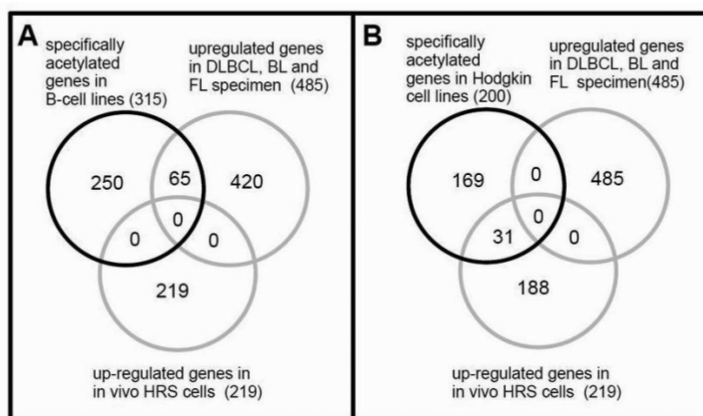 A
specifically
acetylated
genes in
B-cell lines (315)
upregulated genes
in DLBCL, BL and
FL specimen (485)
250
65
420
0
0
0
219
up-regulated genes in
in vivo HRS cells (219)
B
specifically
acetylated
genes in Hodgkin
cell lines (200)
upregulated genes
in DLBCL, BL and
FL specimen(485)
169
0
485
0
31
0
188
up-regulated genes in
in vivo HRS cells (219)